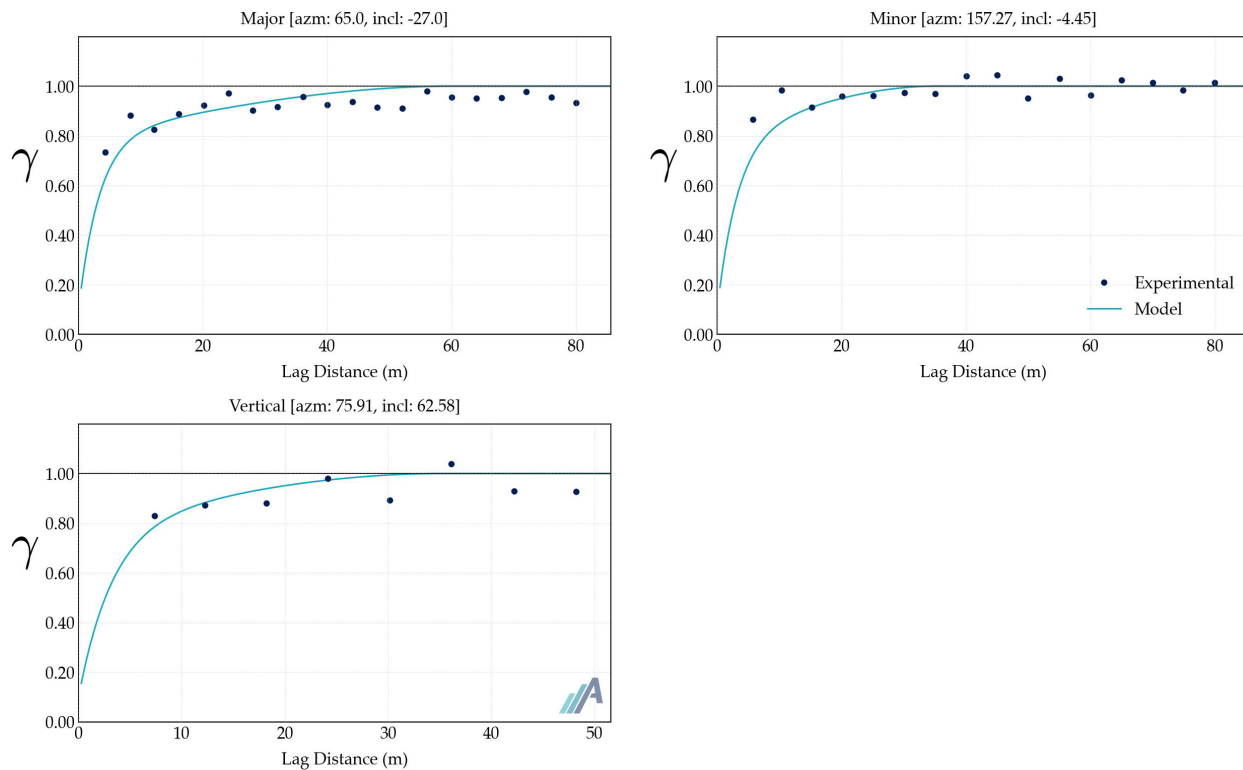 Major [azm: 65.0, incl: -27.0]
1.00
0.80
0.60
0.40
0.20
0.00
γ
0 20 40 60 80
Lag Distance (m)
Minor [azm: 157.27, incl: -4.45]
1.00
0.80
0.60
0.40
0.20
0.00
γ
Experimental
Model
0 20 40 60 80
Lag Distance (m)
Vertical [azm: 75.91, incl: 62.58]
1.00
0.80
0.60
0.40
0.20
0.00
γ
A
0 10 20 30 40 50
Lag Distance (m)